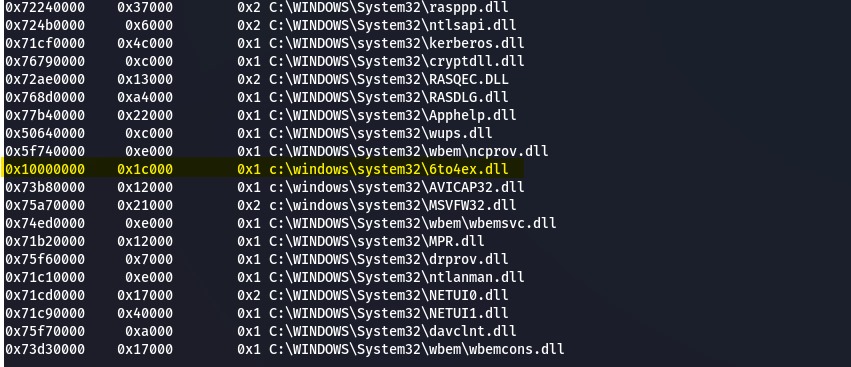 0x72240000 0x37000 0x2 C:\WINDOWS\System32\rasppp.dll
0x724b0000 0x6000 0x2 C:\WINDOWS\System32\ntlsapi.dll
0x71cf0000 0x4c000 0x1 C:\WINDOWS\System32\kerberos.dll
0x76790000 0xc000 0x1 C:\WINDOWS\System32\cryptdll.dll
0x72ae0000 0x13000 0x2 C:\WINDOWS\System32\RASQEC.DLL
0x768d0000 0xa4000 0x1 C:\WINDOWS\System32\RASDLG.dll
0x77b40000 0x22000 0x1 C:\WINDOWS\System32\Apphelp.dll
0x50640000 0xc000 0x1 C:\WINDOWS\System32\wups.dll
0x5f740000 0xe000 0x1 C:\WINDOWS\System32\wbem\ncprov.dll
0x10000000 0x1c000 0x1 c:\windows\system32\6to4ex.dll
0x73b80000 0x12000 0x1 c:\windows\system32\AVICAP32.dll
0x75a70000 0x21000 0x2 c:\windows\system32\MSVFW32.dll
0x74ed0000 0xe000 0x1 C:\WINDOWS\System32\wbem\wbemsvc.dll
0x71b20000 0x12000 0x1 C:\WINDOWS\System32\MPR.dll
0x75f60000 0x7000 0x1 C:\WINDOWS\System32\drprov.dll
0x71c10000 0xe000 0x1 C:\WINDOWS\System32\ntlanman.dll
0x71cd0000 0x17000 0x2 C:\WINDOWS\System32\NETUI0.dll
0x71c90000 0x40000 0x1 C:\WINDOWS\System32\NETUI1.dll
0x75f70000 0xa000 0x1 C:\WINDOWS\System32\davclnt.dll
0x73d30000 0x17000 0x1 C:\WINDOWS\System32\wbem\wbemcons.dll